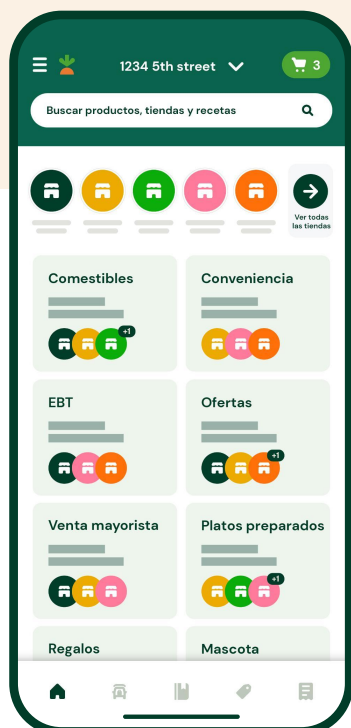 1234 5th street
3
Buscar productos, tiendas y recetas
Ver todas
las tiendas
Comestibles
+1
Conveniencia
EBT
Ofertas
+1
Venta mayorista
Platos preparados
+1
Regalos
Mascota